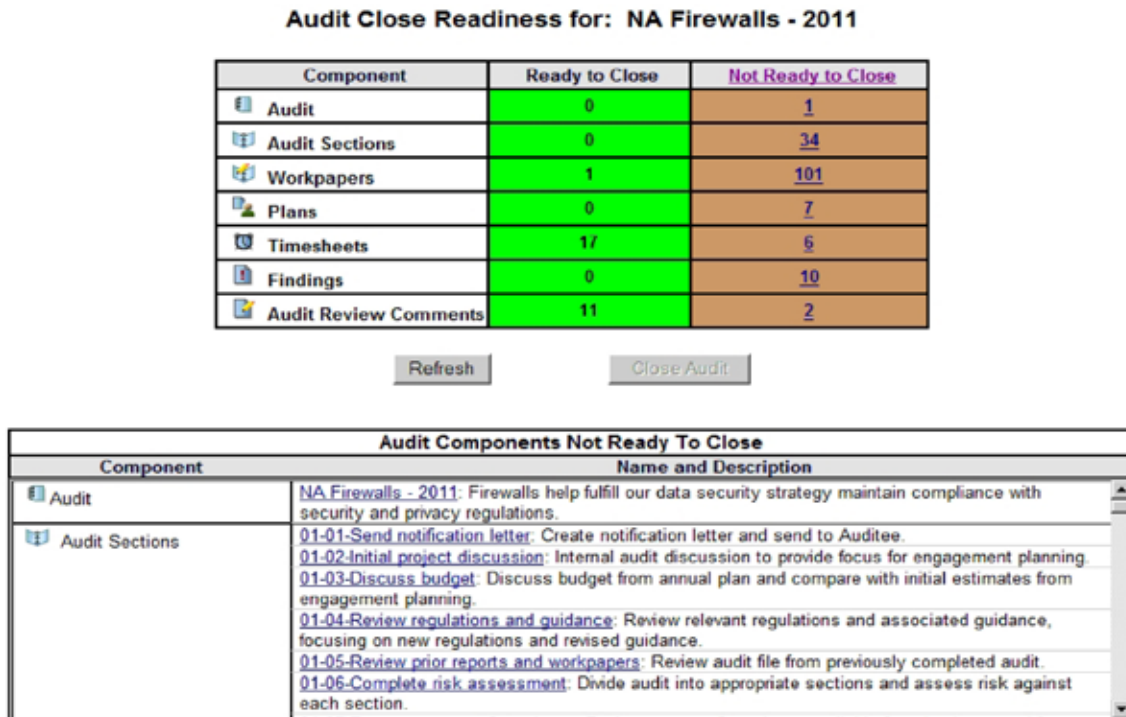 Audit Close Readiness for: NA Firewalls - 2011
Component Ready to Close Not Ready to Close
Audit 0 1
Audit Sections 0 34
Workpapers 1 101
Plans 0 7
Timesheets 17 6
Findings 0 10
Audit Review Comments 11 2
Refresh Close Audit
Audit Components Not Ready To Close
Component Name and Description
Audit NA Firewalls - 2011: Firewalls help fulfill our data security strategy maintain compliance with
security and privacy regulations.
Audit Sections 01-01-Send notification letter: Create notification letter and send to Auditee.
01-02-Initial project discussion: Internal audit discussion to provide focus for engagement planning.
01-03-Discuss budget: Discuss budget from annual plan and compare with initial estimates from
engagement planning.
01-04-Review regulations and guidance: Review relevant regulations and associated guidance,
focusing on new regulations and revised guidance.
01-05-Review prior reports and workpapers: Review audit file from previously completed audit.
01-06-Complete risk assessment: Divide audit into appropriate sections and assess risk against
each section.